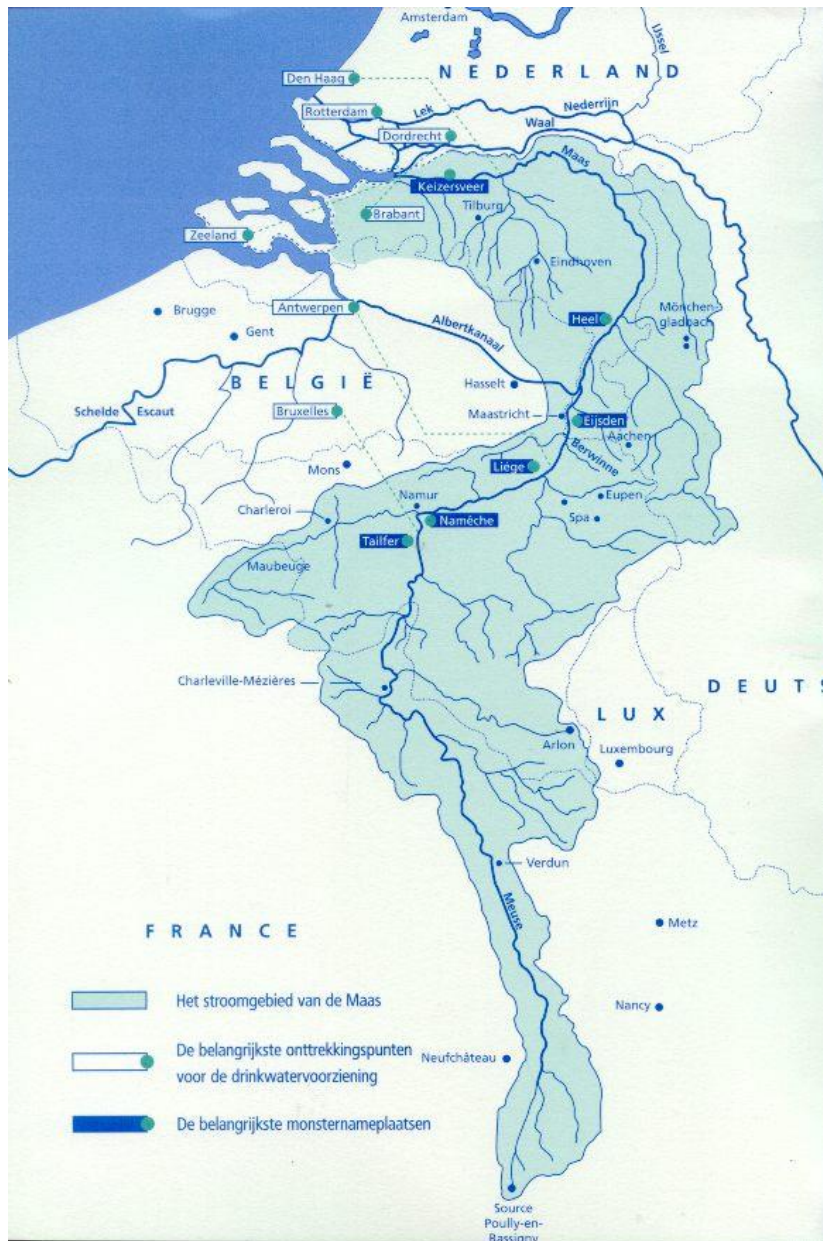 Amsterdam
IJssel
NEDERLAND
Den Haag
Rotterdam
Lek
Nederrijn
Dordrecht
Waal
Maas
Keizersveer
Tilburg
Brabant
Zeeland
Eindhoven
Brugge
Antwerpen
Gent
Albertkanaal
Heel
Mönchen-
gladbach
BELGIË
Hasselt
Schelde Escaut
Bruxelles
Maastricht
Eijsden
Aachen
Berwinne
Mons
Liége
Namur
Eupen
Charleroi
Namêche
Spa
Tailfer
Maubeuge
Charleville-Mézières
DEUTS
LUX
Arlon
Luxembourg
Verdun
Meuse
FRANCE
Metz
Het stroomgebied van de Maas
Nancy
De belangrijkste onttrekkingspunten
voor de drinkwatervoorziening
Neufchâteau
De belangrijkste monsternameplaatsen
Source
Poully-en-
Bassigny